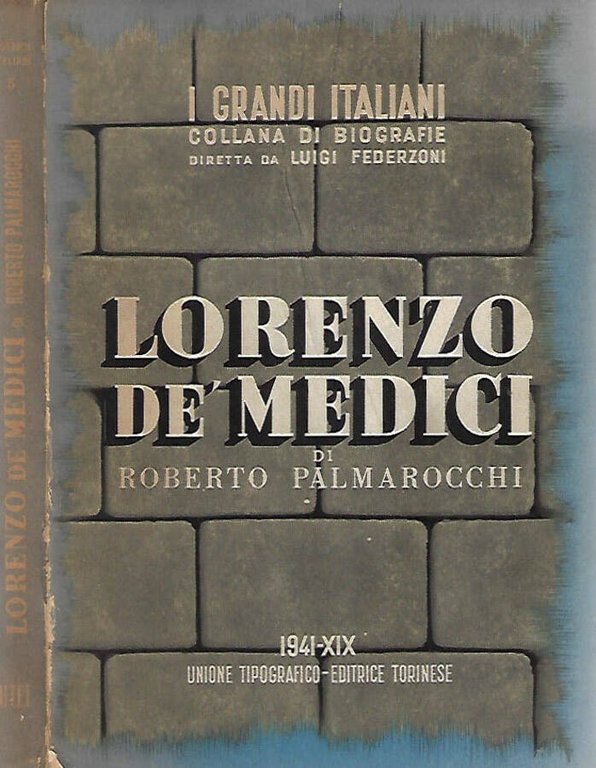 I GRANDI ITALIANI
COLLANA DI BIOGRAFIE
DIRETTA DA LUIGI FEDERZONI
LORENZO
DE' MEDICI
DI
ROBERTO PALMAROCCHI
1941-XIX
UNIONE TIPOGRAFICO-EDITRICE TORINESE
LORENZO DE' MEDICI DI ROBERTO PALMAROCCHI